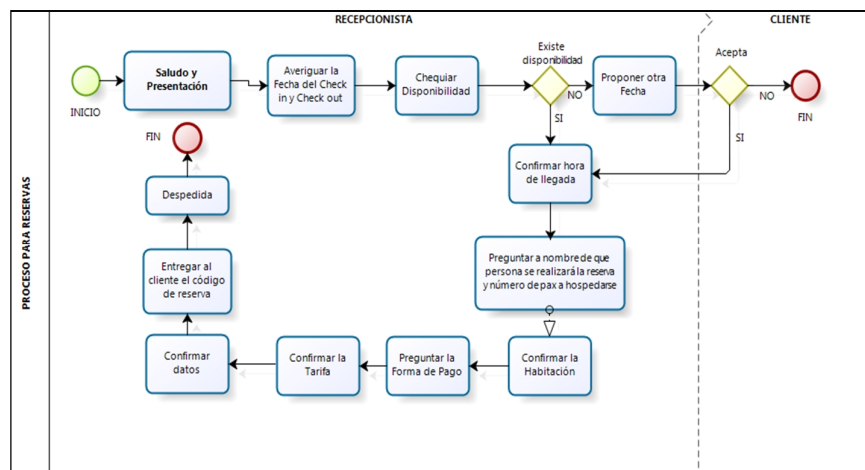 RECEPCIONISTA
CLIENTE
PROCESO PARA RESERVAS
INICIO
Saludo y
Presentación
Averiguar la
Fecha del Check
in y Check out
Chequiar
Disponibilidad
Existe
disponibilidad
NO
SI
Proponer otra
Fecha
Acepta
NO
SI
FIN
Confirmar hora
de llegada
Preguntar a nombre de que
persona se realizará la reserva
y número de pax a hospedarse
Confirmar la
Habitación
Preguntar la
Forma de Pago
Confirmar la
Tarifa
Confirmar
datos
Entregar al
cliente el código
de reserva
Despedida
FIN